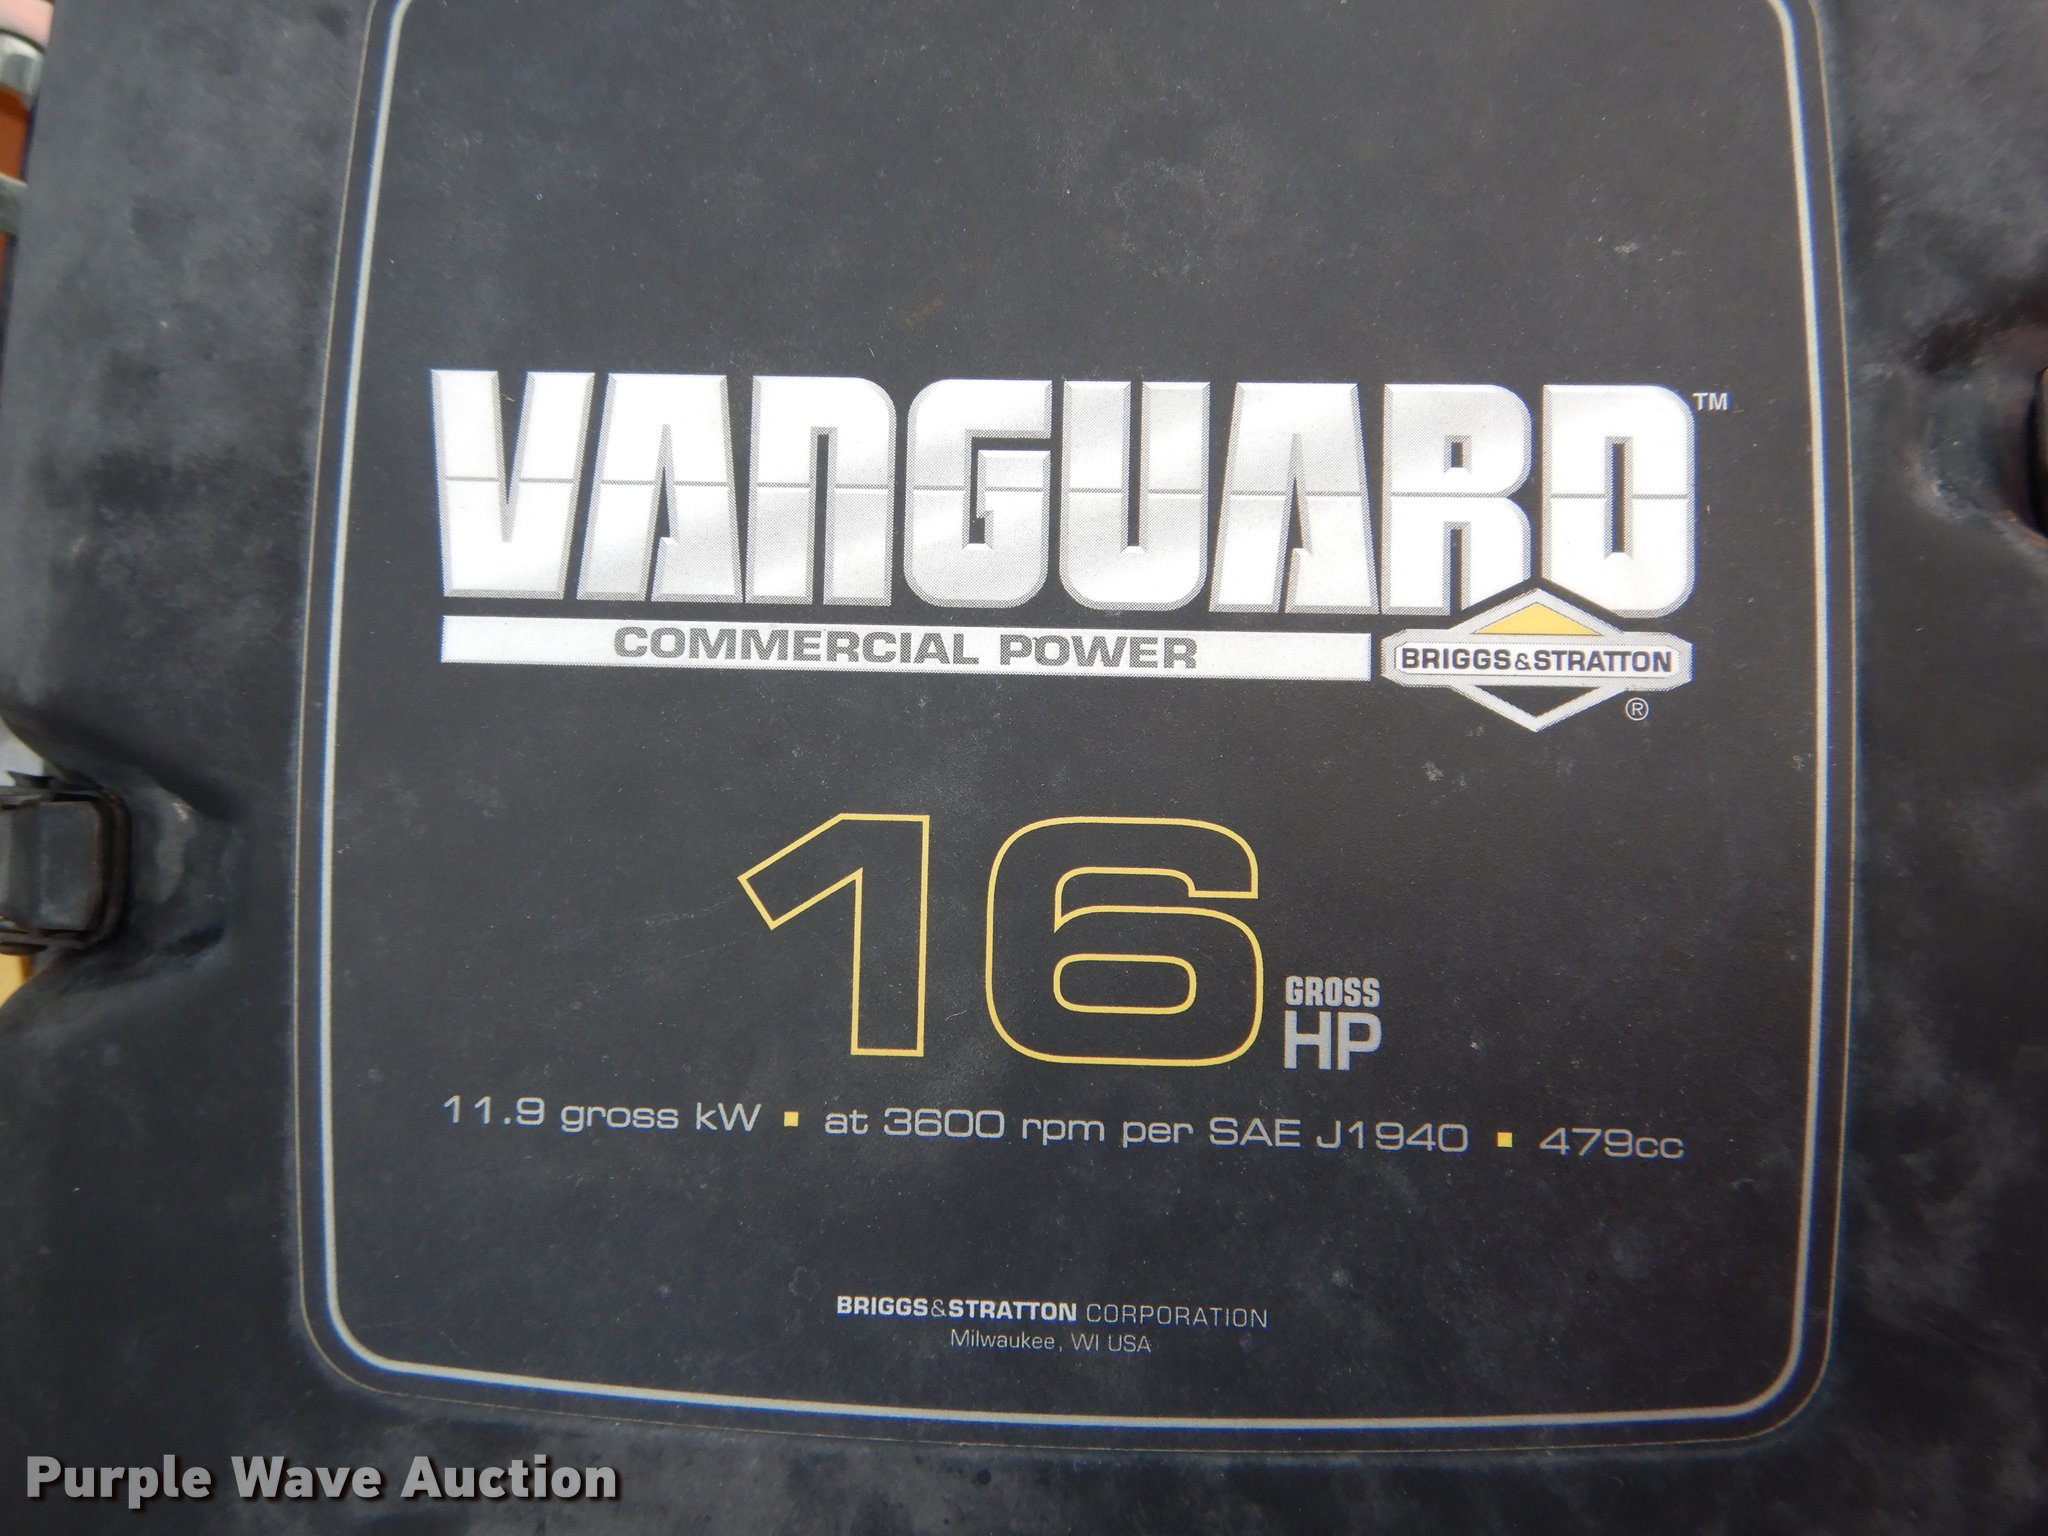 VANGUARD™
COMMERCIAL POWER
BRIGGS&STRATTON
®
16 GROSS HP
11.9 gross kW ▪ at 3600 rpm per SAE J1940 ▪ 479cc
BRIGGS&STRATTON CORPORATION
Milwaukee, WI USA
Purple Wave Auction